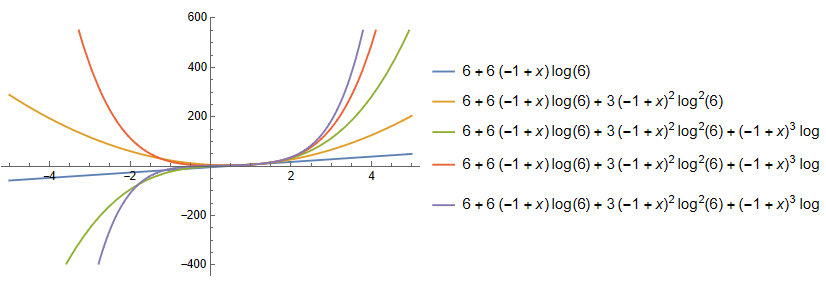 600
400
200
−200
−400
−4
−2
2
4
6 + 6 (−1 + x) log(6)
6 + 6 (−1 + x) log(6) + 3 (−1 + x)² log²(6)
6 + 6 (−1 + x) log(6) + 3 (−1 + x)² log²(6) + (−1 + x)³ log
6 + 6 (−1 + x) log(6) + 3 (−1 + x)² log²(6) + (−1 + x)³ log
6 + 6 (−1 + x) log(6) + 3 (−1 + x)² log²(6) + (−1 + x)³ log